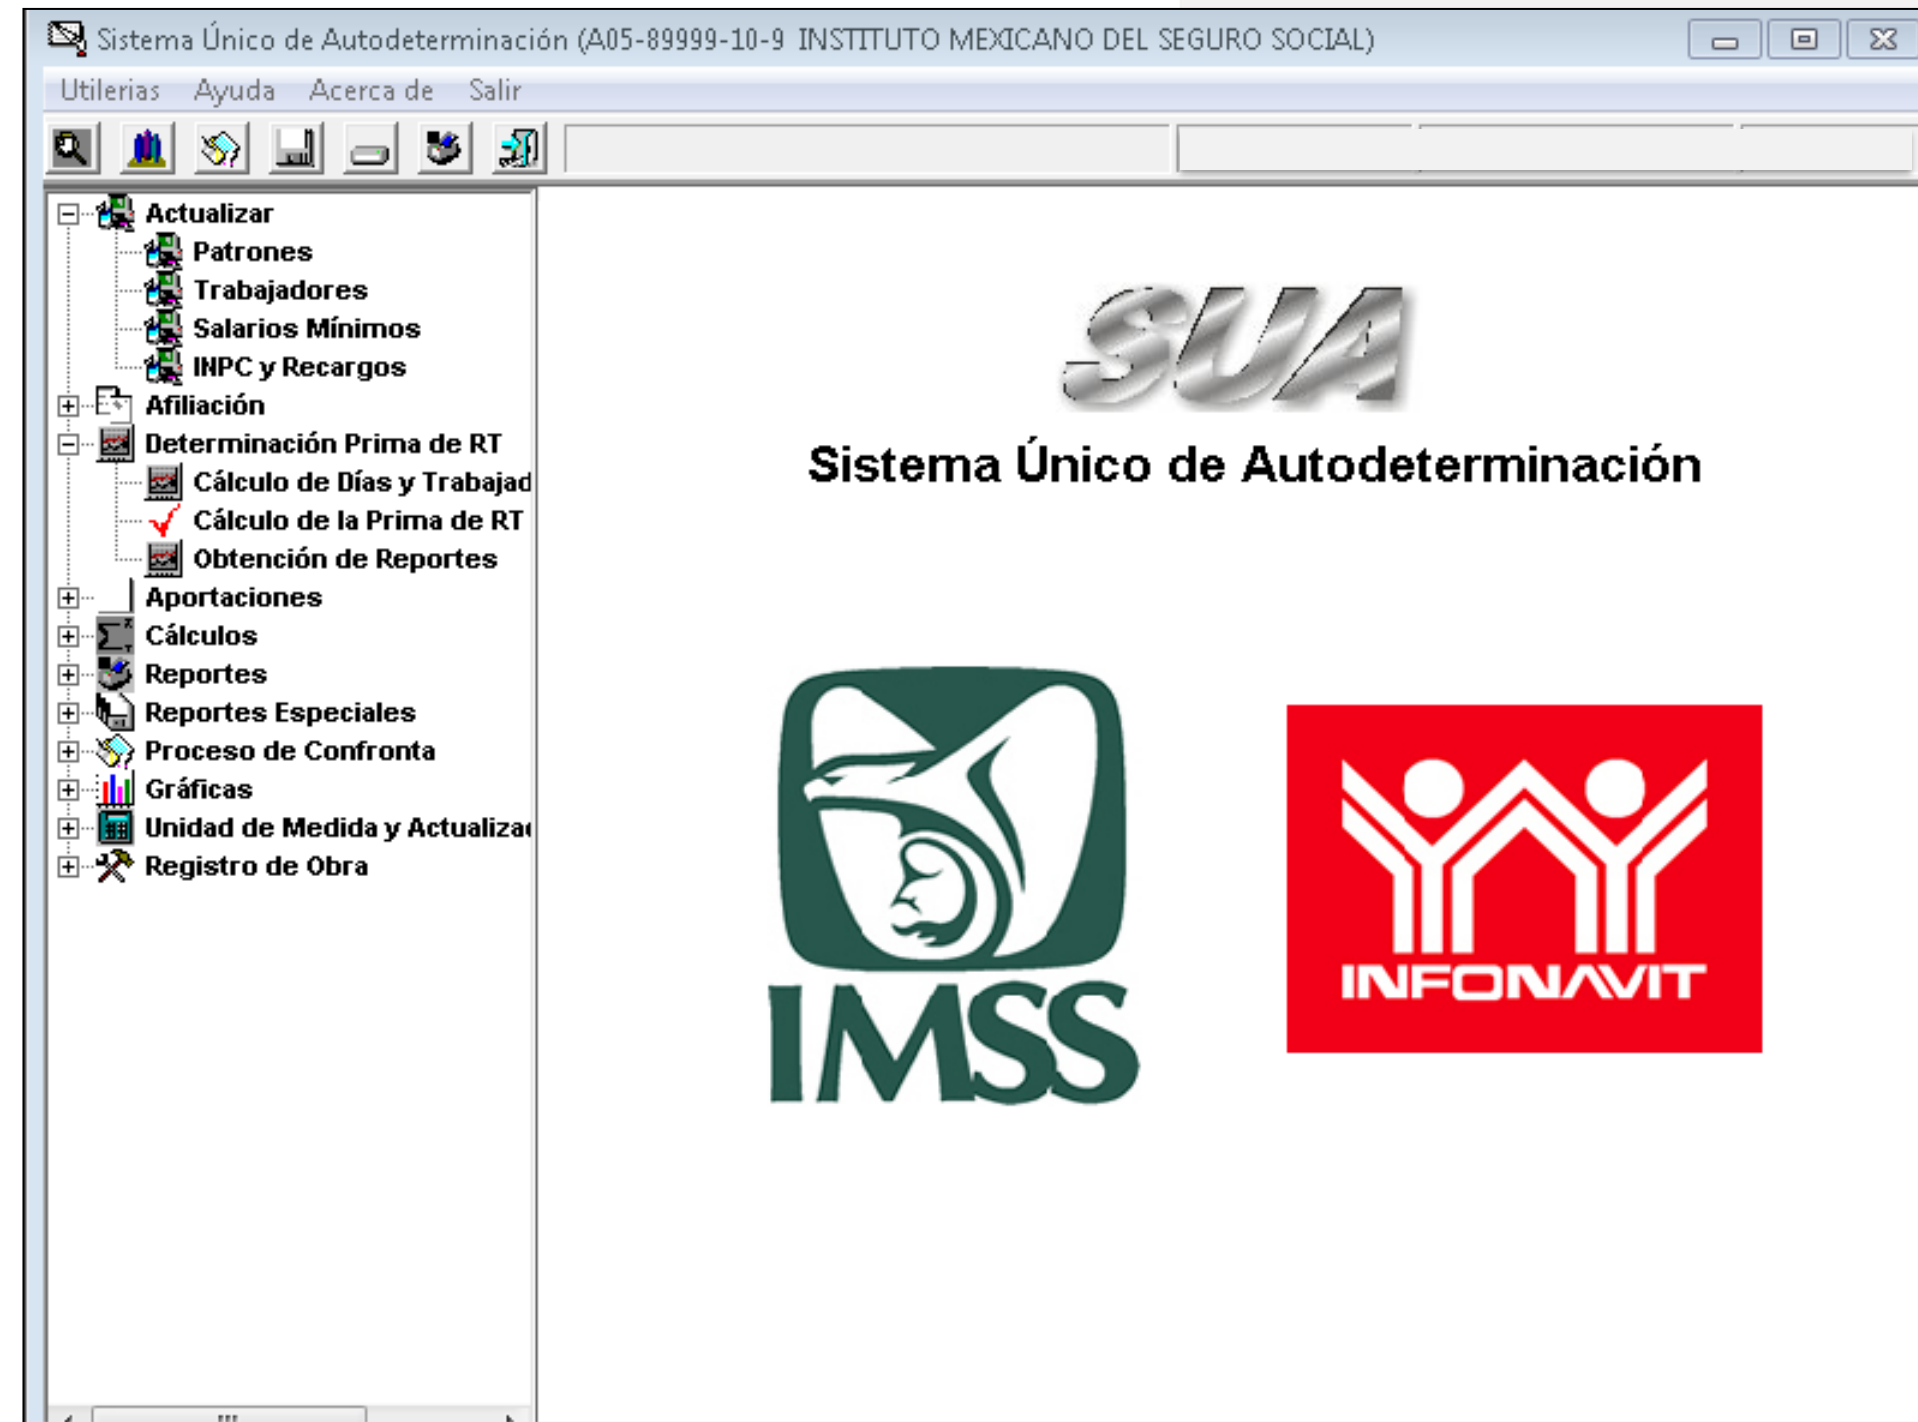 Sistema Único de Autodeterminación (A05-89999-10-9 INSTITUTO MEXICANO DEL SEGURO SOCIAL)
Utilerias Ayuda Acerca de Salir
Actualizar
Patrones
Trabajadores
Salarios Mínimos
INPC y Recargos
Afiliación
Determinación Prima de RT
Cálculo de Días y Trabajad
Cálculo de la Prima de RT
Obtención de Reportes
Aportaciones
Cálculos
Reportes
Reportes Especiales
Proceso de Confronta
Gráficas
Unidad de Medida y Actualiza
Registro de Obra
SUA
Sistema Único de Autodeterminación
IMSS
INFONAVIT